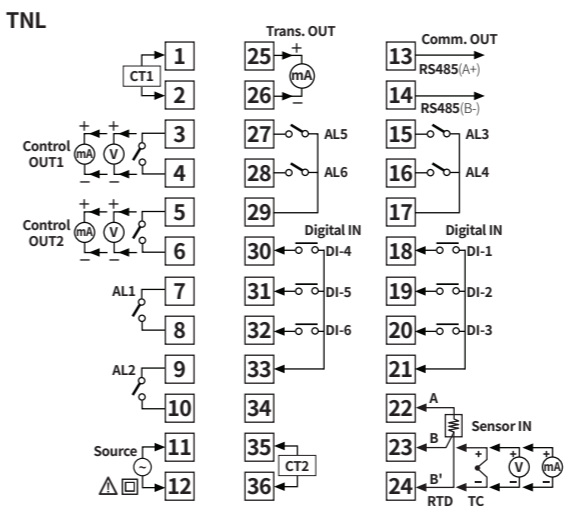 TNL
Trans. OUT
Comm. OUT
1 25 + 13
CT1 mA RS485(A+)
2 26 − 14
RS485(B-)
+ + 3 27 AL5 15 AL3
Control OUT1
mA V
− − 4 28 AL6 16 AL4
+ + 5 29 17
Control OUT2
mA V
Digital IN Digital IN
− − 6 30 DI-4 18 DI-1
AL1 7 31 DI-5 19 DI-2
8 32 DI-6 20 DI-3
AL2 9 33 21
10 34 22 A
Sensor IN
Source 11 35 23 B + + +
~ CT2 V mA
12 36 24 B' − − −
RTD TC